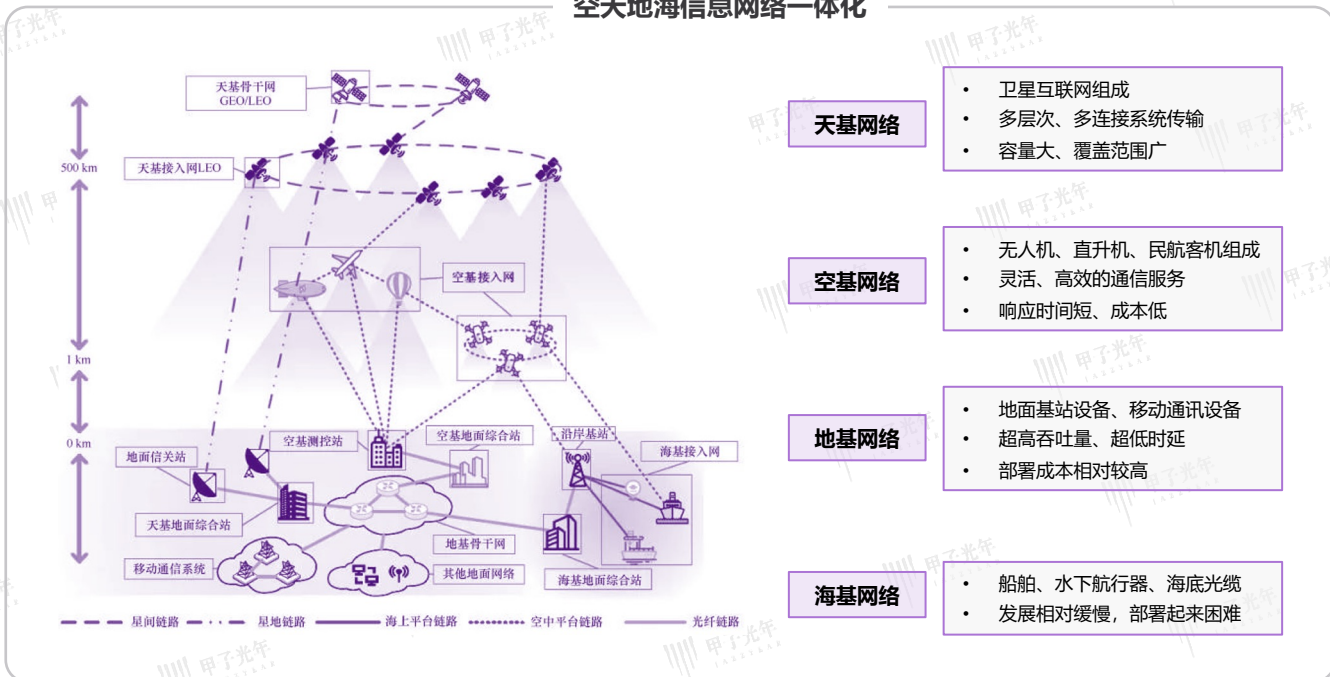 空天地海信息网络一体化
天基骨干网
GEO/LEO
500 km
天基接入网LEO
空基接入网
1 km
0 km
地面信关站
空基测控站
空基地面综合站
沿岸基站
海基接入网
天基地面综合站
移动通信系统
地基骨干网
其他地面网络
海基地面综合站
星间链路
星地链路
海上平台链路
空中平台链路
光纤链路
天基网络
• 卫星互联网组成
• 多层次、多连接系统传输
• 容量大、覆盖范围广
空基网络
• 无人机、直升机、民航客机组成
• 灵活、高效的通信服务
• 响应时间短、成本低
地基网络
• 地面基站设备、移动通讯设备
• 超高吞吐量、超低时延
• 部署成本相对较高
海基网络
• 船舶、水下航行器、海底光缆
• 发展相对缓慢，部署起来困难
甲子光年